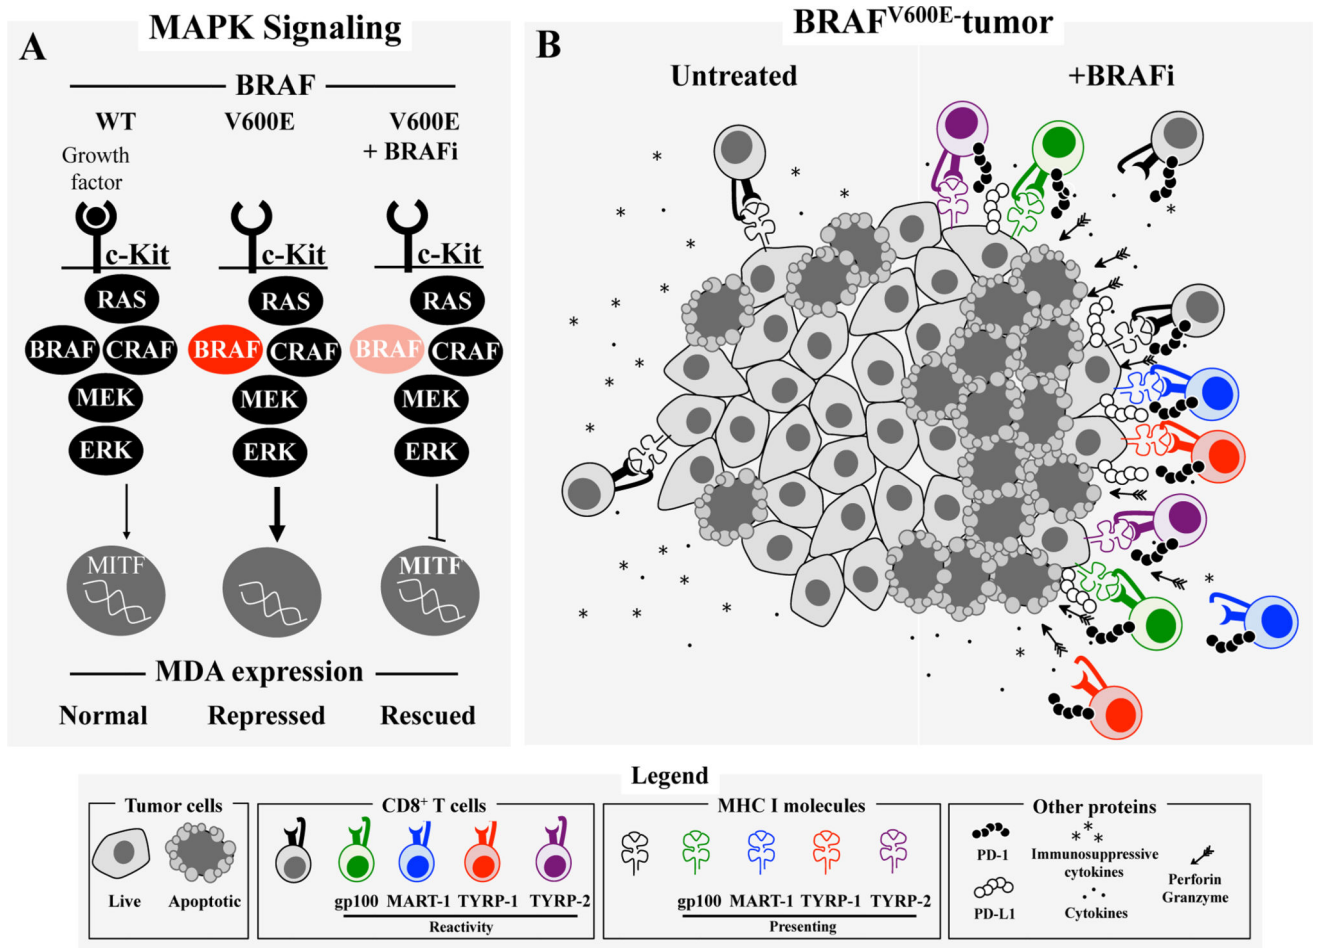 A
MAPK Signaling
BRAF
WT
V600E
V600E
+ BRAFi
Growth
factor
c-Kit
c-Kit
c-Kit
RAS
RAS
RAS
BRAF
CRAF
BRAF
CRAF
BRAF
CRAF
MEK
MEK
MEK
ERK
ERK
ERK
MITF
MITF
MDA expression
Normal
Repressed
Rescued
B
BRAFV600E-tumor
Untreated
+BRAFi
Legend
Tumor cells
Live
Apoptotic
CD8+ T cells
gp100
MART-1
TYRP-1
TYRP-2
Reactivity
MHC I molecules
gp100
MART-1
TYRP-1
TYRP-2
Presenting
Other proteins
PD-1
Immunosuppressive
cytokines
PD-L1
Cytokines
Perforin
Granzyme